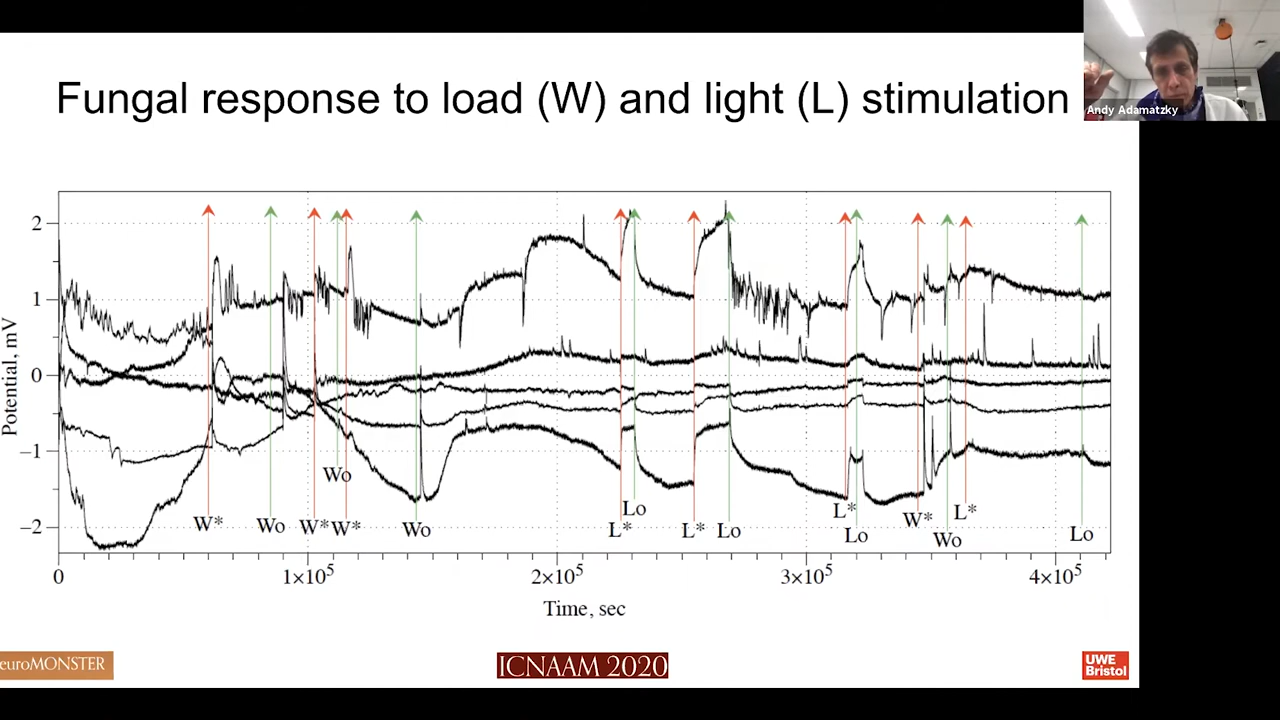 Fungal response to load (W) and light (L) stimulation
Andy Adamatzky
Potential, mV
2
1
0
−1
−2
W*
Wo
W*
Wo
W*
Wo
L*
Lo
L*
Lo
L*
Lo
W*
Wo
L*
Lo
0
1×10⁵
2×10⁵
3×10⁵
4×10⁵
Time, sec
euroMONSTER
ICNAAM 2020
UWE
Bristol